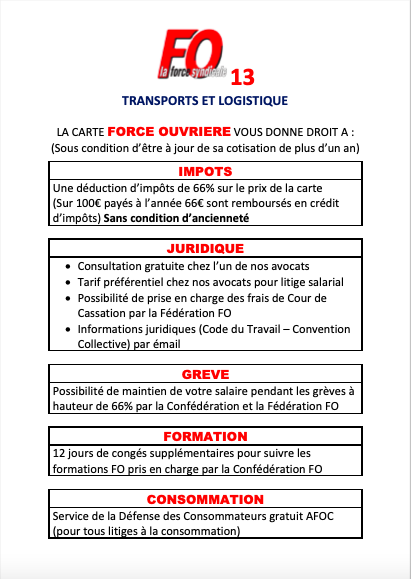 FO
la force syndicale
13
TRANSPORTS ET LOGISTIQUE
LA CARTE FORCE OUVRIERE VOUS DONNE DROIT A :
(Sous condition d'être à jour de sa cotisation de plus d'un an)
IMPOTS
Une déduction d'impôts de 66% sur le prix de la carte
(Sur 100€ payés à l'année 66€ sont remboursés en crédit
d'impôts) Sans condition d'ancienneté
JURIDIQUE
• Consultation gratuite chez l'un de nos avocats
• Tarif préférentiel chez nos avocats pour litige salarial
• Possibilité de prise en charge des frais de Cour de
Cassation par la Fédération FO
• Informations juridiques (Code du Travail – Convention
Collective) par émail
GREVE
Possibilité de maintien de votre salaire pendant les grèves à
hauteur de 66% par la Confédération et la Fédération FO
FORMATION
12 jours de congés supplémentaires pour suivre les
formations FO pris en charge par la Confédération FO
CONSOMMATION
Service de la Défense des Consommateurs gratuit AFOC
(pour tous litiges à la consommation)